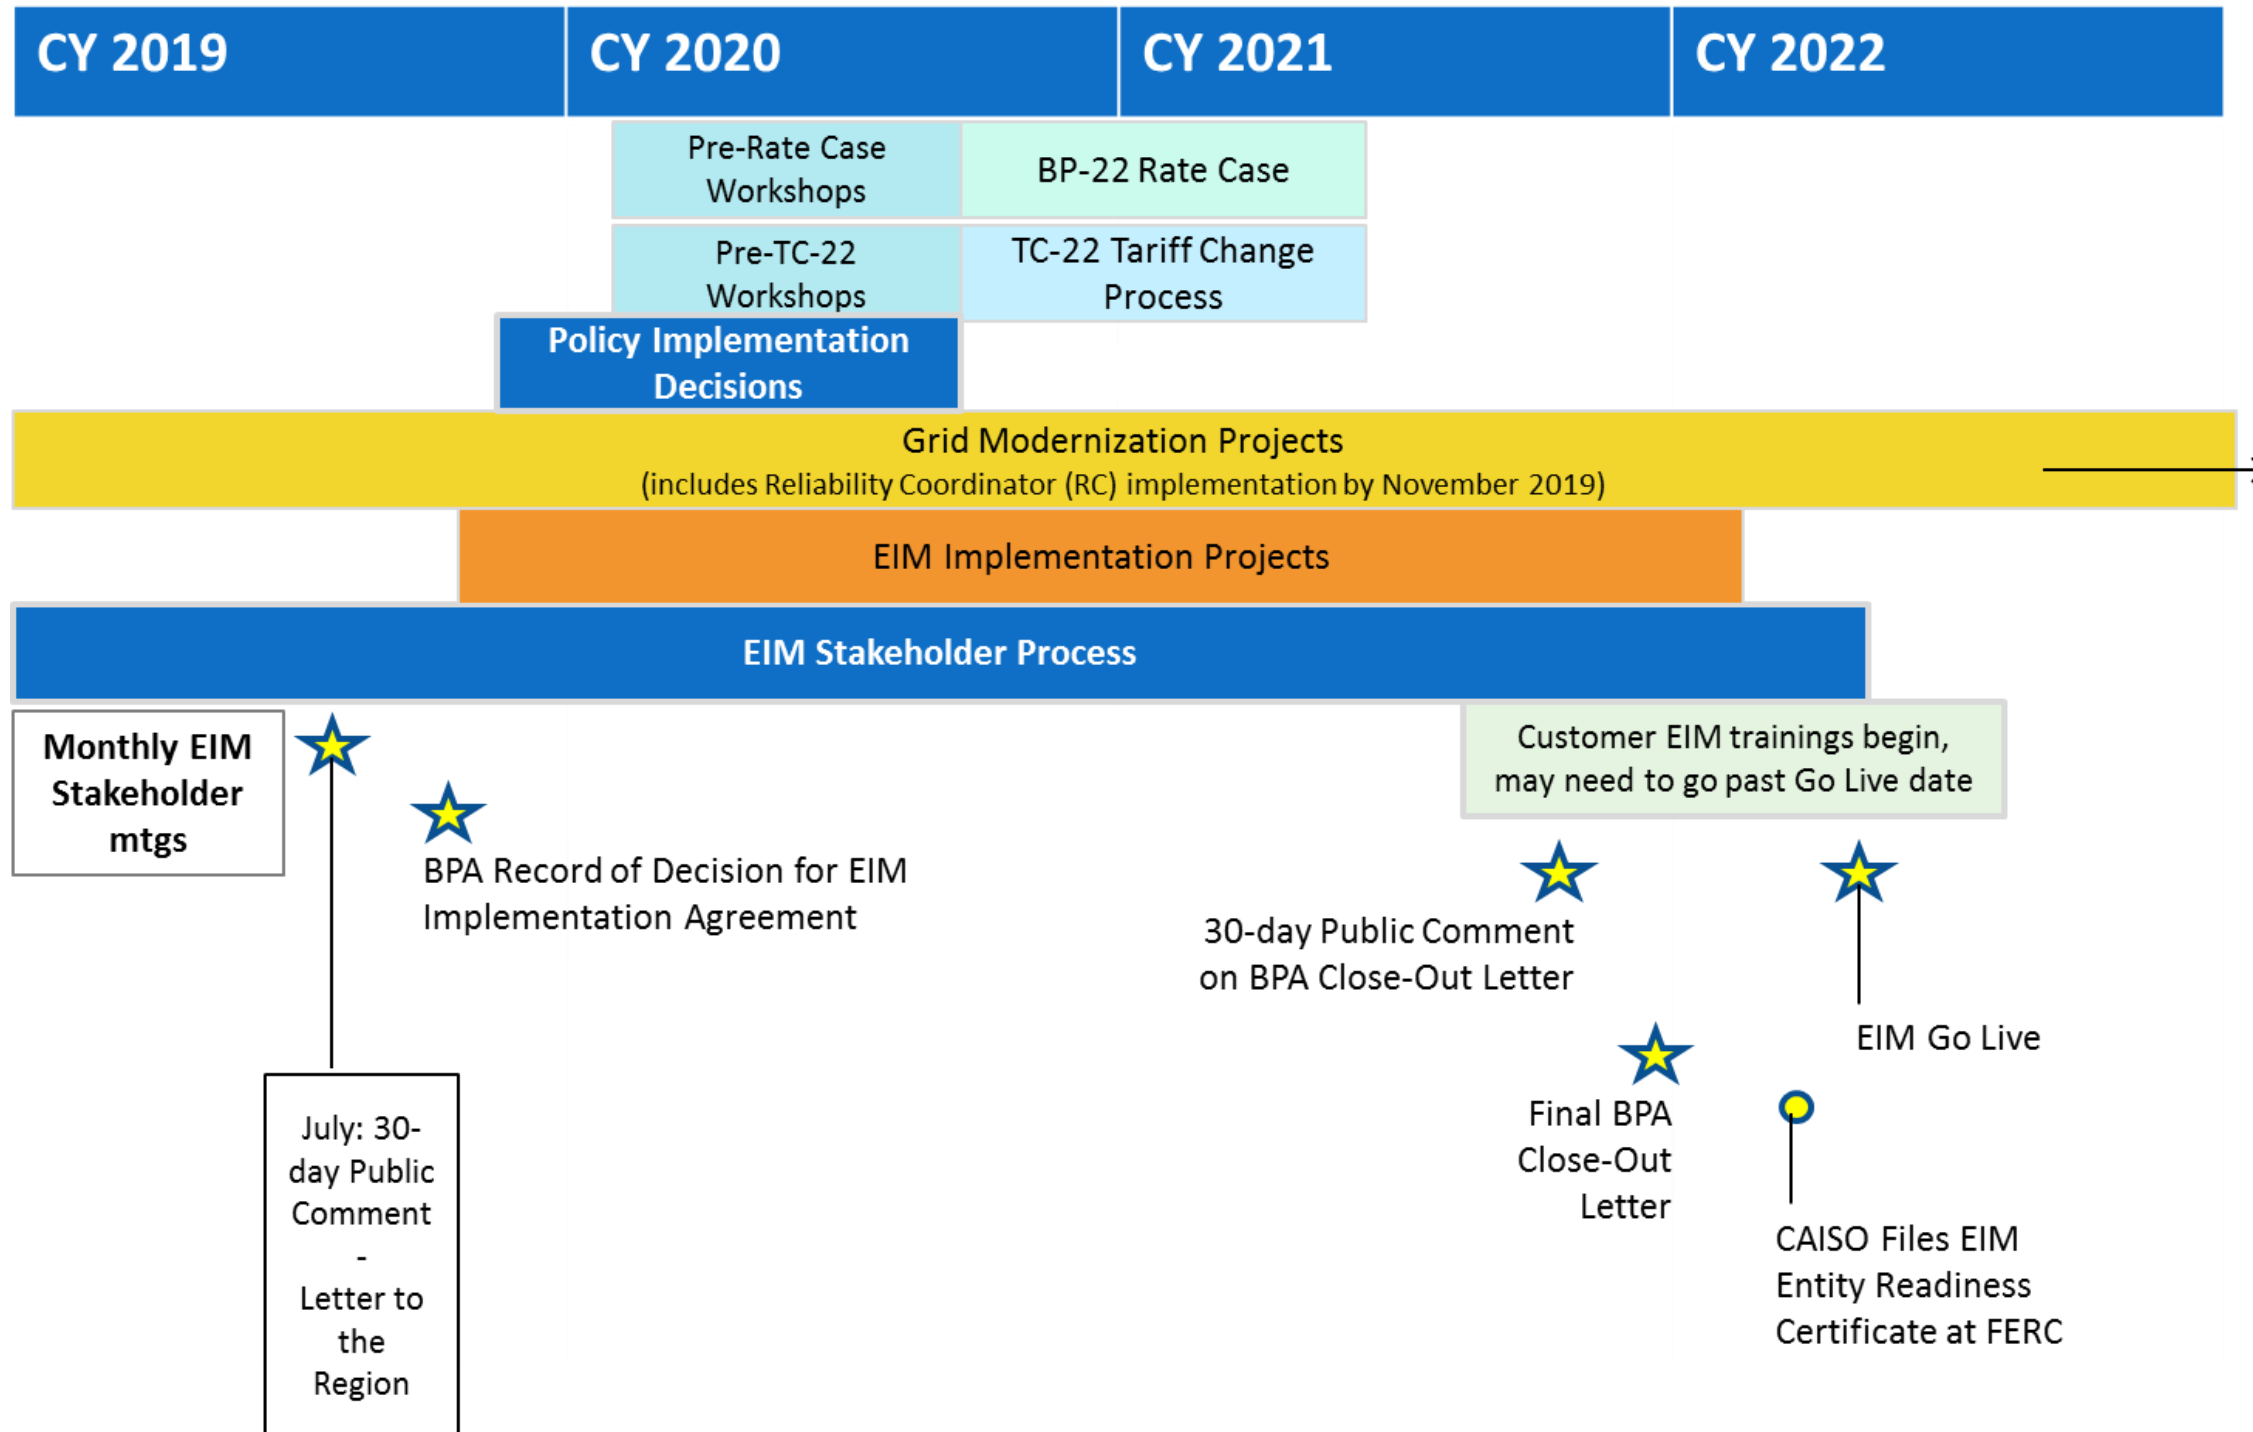 CY 2019
CY 2020
CY 2021
CY 2022
Pre-Rate Case
Workshops
BP-22 Rate Case
Pre-TC-22
Workshops
TC-22 Tariff Change
Process
Policy Implementation
Decisions
Grid Modernization Projects
(includes Reliability Coordinator (RC) implementation by November 2019)
EIM Implementation Projects
EIM Stakeholder Process
Monthly EIM
Stakeholder
mtgs
Customer EIM trainings begin,
may need to go past Go Live date
BPA Record of Decision for EIM
Implementation Agreement
30-day Public Comment
on BPA Close-Out Letter
EIM Go Live
Final BPA
Close-Out
Letter
July: 30-
day Public
Comment
-
Letter to
the
Region
CAISO Files EIM
Entity Readiness
Certificate at FERC